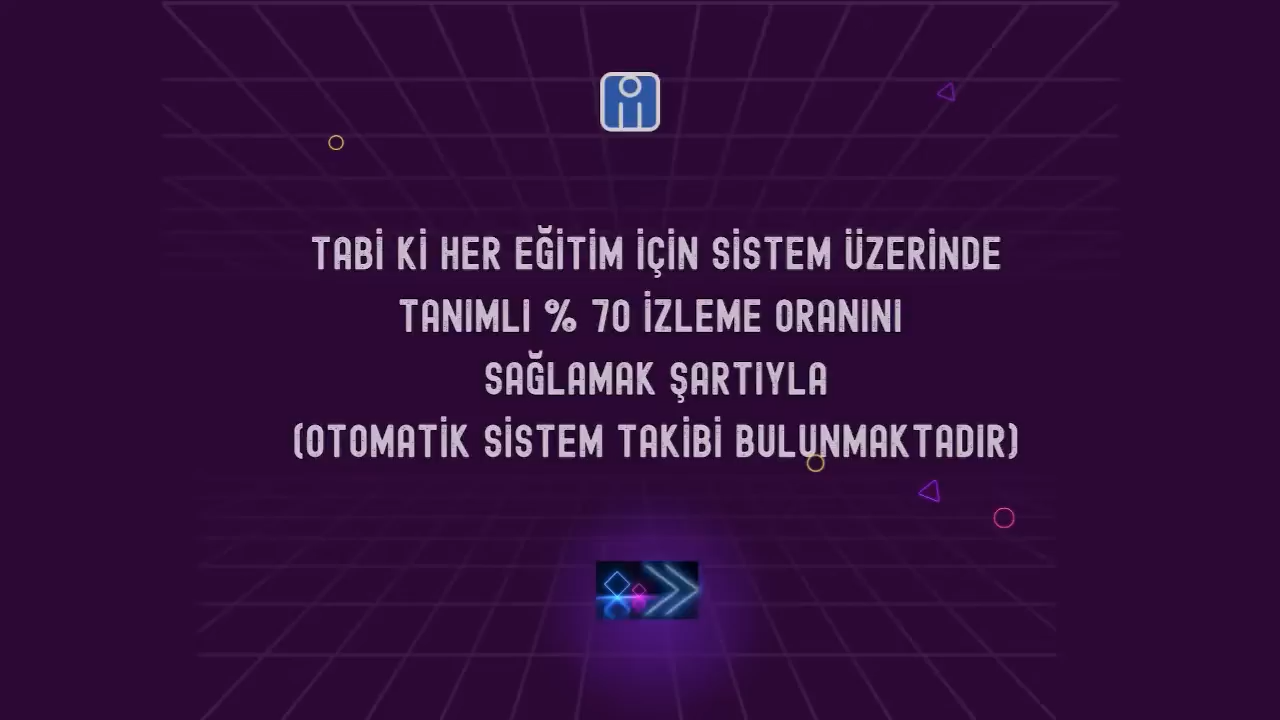 TABİ Kİ HER EĞİTİM İÇİN SİSTEM ÜZERİNDE
TANIMLI % 70 İZLEME ORANINI
SAĞLAMAK ŞARTIYLA
(OTOMATİK SİSTEM TAKİBİ BULUNMAKTADIR)